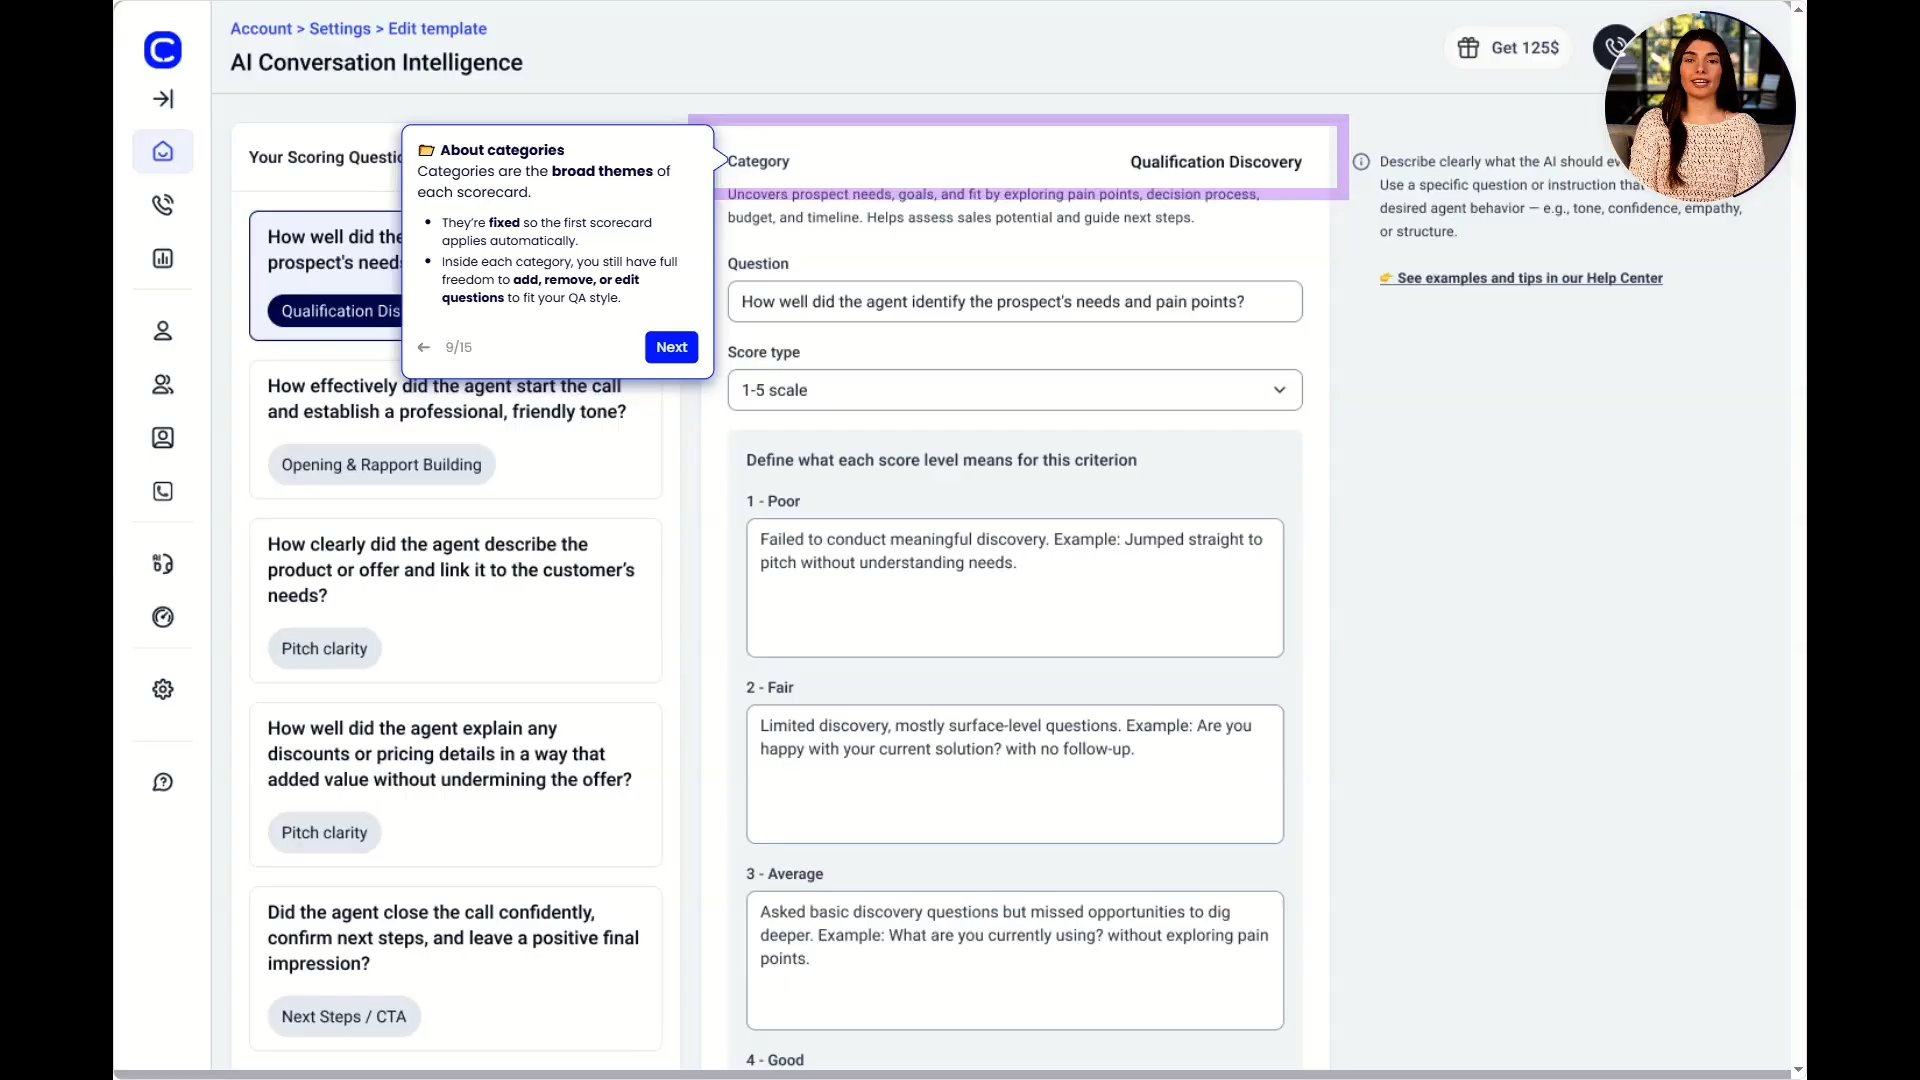 Account > Settings > Edit template
AI Conversation Intelligence
Get 125$
Your Scoring
How well did the
prospect's
Qualification
How effectively did the agent start the call
and establish a professional, friendly tone?
Opening & Rapport Building
How clearly did the agent describe the
product or offer and link it to the customer's
needs?
Pitch clarity
How well did the agent explain any
discounts or pricing details in a way that
added value without undermining the offer?
Pitch clarity
Did the agent close the call confidently,
confirm next steps, and leave a positive final
impression?
Next Steps / CTA
About categories
Categories are the broad themes of
each scorecard.
• They're fixed so the first scorecard
applies automatically.
• Inside each category, you still have full
freedom to add, remove, or edit
questions to fit your QA style.
9/15
Next
Category
Qualification Discovery
Uncovers prospect needs, goals, and fit by exploring pain points, decision process,
budget, and timeline. Helps assess sales potential and guide next steps.
Question
How well did the agent identify the prospect's needs and pain points?
Score type
1-5 scale
Define what each score level means for this criterion
1 - Poor
Failed to conduct meaningful discovery. Example: Jumped straight to
pitch without understanding needs.
2 - Fair
Limited discovery, mostly surface-level questions. Example: Are you
happy with your current solution? with no follow-up.
3 - Average
Asked basic discovery questions but missed opportunities to dig
deeper. Example: What are you currently using? without exploring pain
points.
4 - Good
Describe clearly what the AI should
Use a specific question or instruction
desired agent behavior — e.g., tone, confidence, empathy,
or structure.
👉 See examples and tips in our Help Center